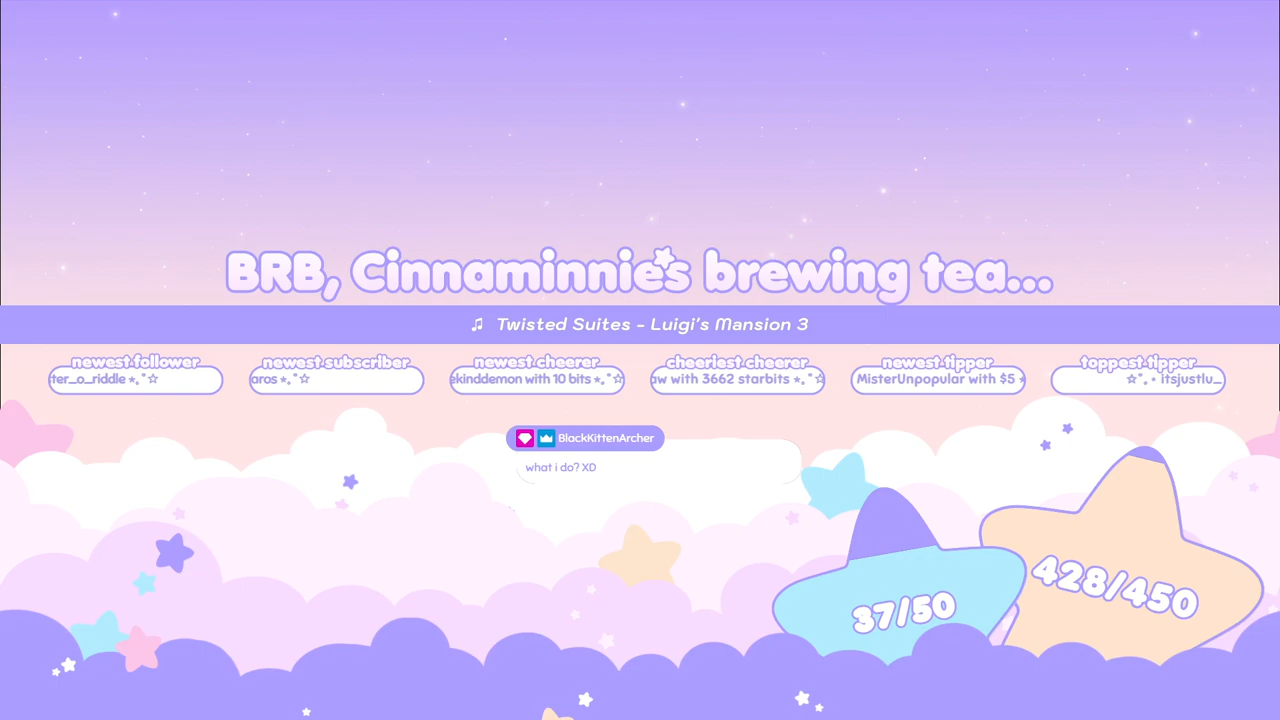 BRB, Cinnaminnie's brewing tea...
♫ Twisted Suites - Luigi's Mansion 3
newest follower
ter_o_riddle ⋆｡˚☆
newest subscriber
aros ⋆｡˚☆
newest cheerer
ekinddemon with 10 bits ⋆｡˚☆
cheeriest cheerer
aw with 3662 starbits ⋆｡˚☆
newest tipper
MisterUnpopular with $5 ⋆
toppest tipper
☆˚｡⋆ itsjustlu_
BlackKittenArcher
what i do? XD
428/450
37/50